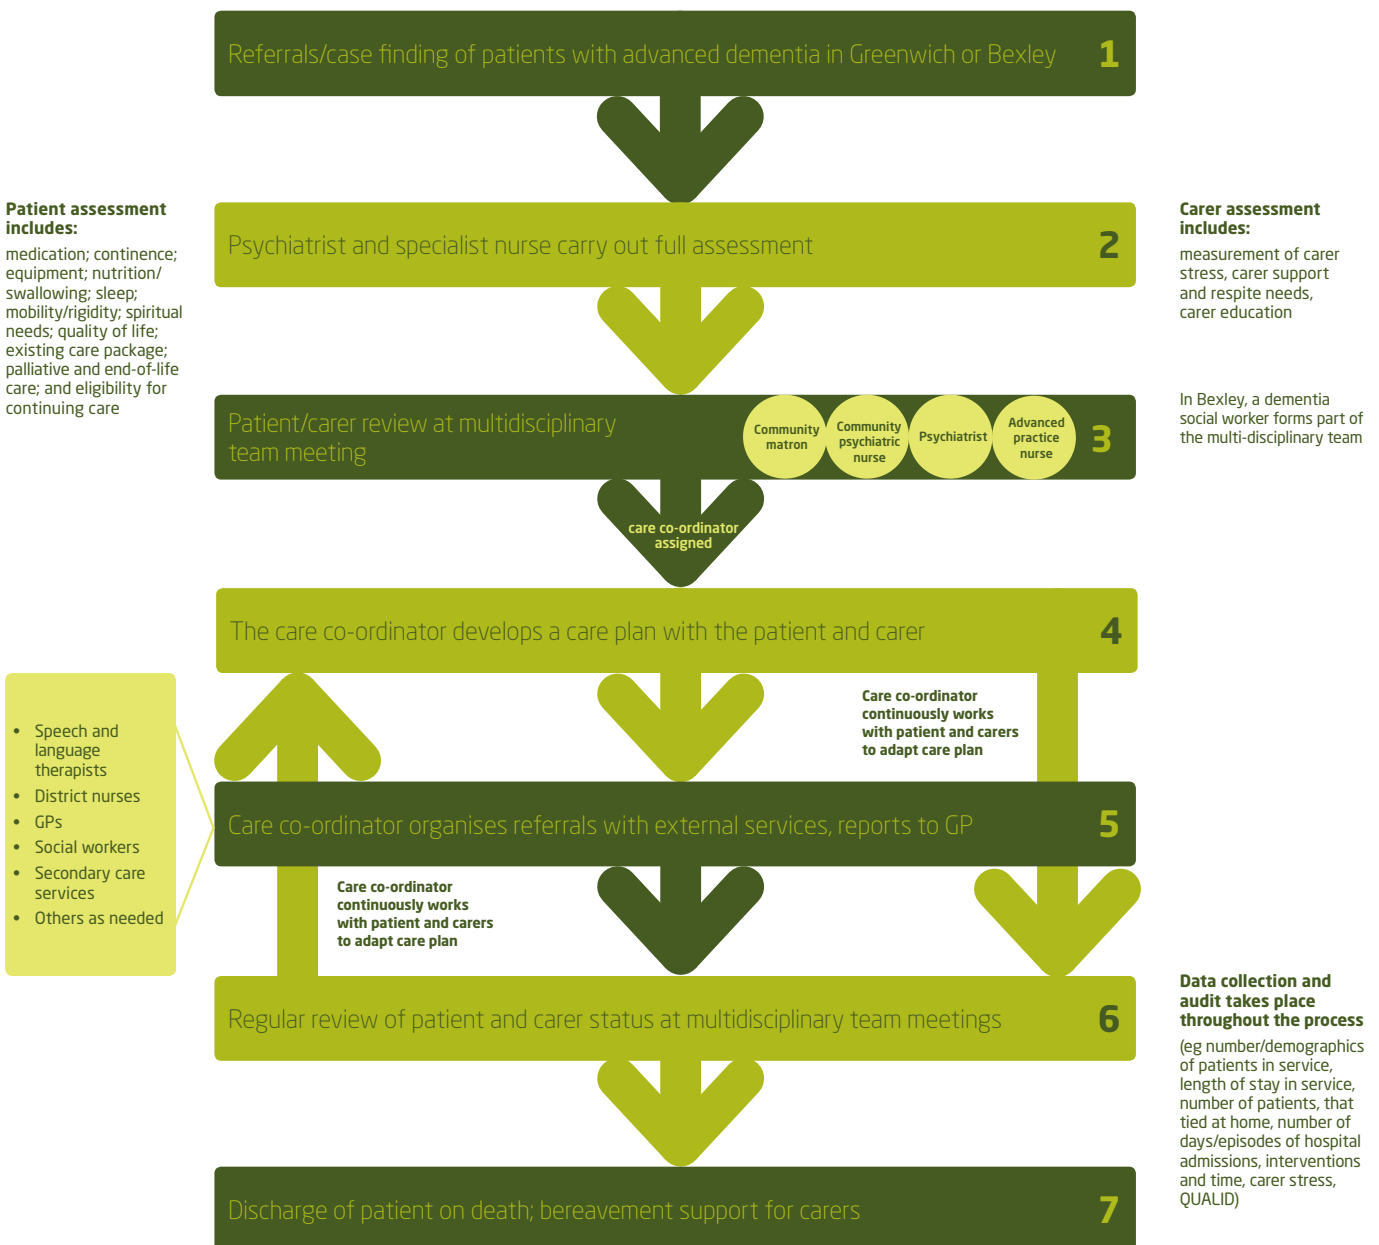 Referrals/case finding of patients with advanced dementia in Greenwich or Bexley 1
Patient assessment
includes:
medication; continence;
equipment; nutrition/
swallowing; sleep;
mobility/rigidity; spiritual
needs; quality of life;
existing care package;
palliative and end-of-life
care; and eligibility for
continuing care
Psychiatrist and specialist nurse carry out full assessment 2
Carer assessment
includes:
measurement of carer
stress, carer support
and respite needs,
carer education
Patient/carer review at multidisciplinary
team meeting
Community
matron
Community
psychiatric
nurse
Psychiatrist
Advanced
practice
nurse
3
In Bexley, a dementia
social worker forms part of
the multi-disciplinary team
care co-ordinator
assigned
The care co-ordinator develops a care plan with the patient and carer 4
Care co-ordinator
continuously works
with patient and carers
to adapt care plan
• Speech and
language
therapists
• District nurses
• GPs
• Social workers
• Secondary care
services
• Others as needed
Care co-ordinator organises referrals with external services, reports to GP 5
Care co-ordinator
continuously works
with patient and carers
to adapt care plan
Regular review of patient and carer status at multidisciplinary team meetings 6
Data collection and
audit takes place
throughout the process
(eg number/demographics
of patients in service,
length of stay in service,
number of patients, that
tied at home, number of
days/episodes of hospital
admissions, interventions
and time, carer stress,
QUALID)
Discharge of patient on death; bereavement support for carers 7